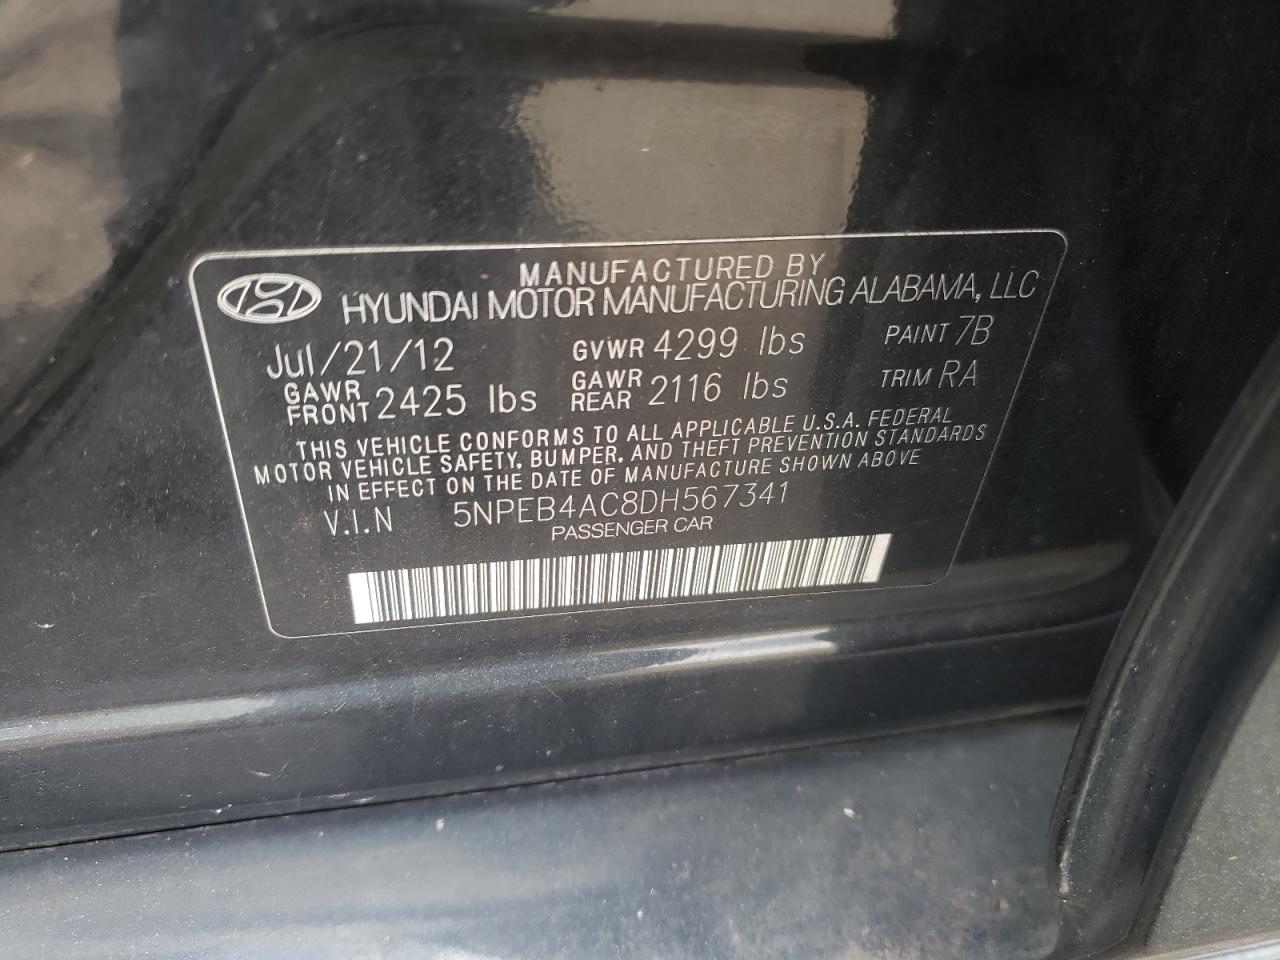 MANUFACTURED BY
HYUNDAI MOTOR MANUFACTURING ALABAMA, LLC
Jul/21/12 GVWR 4299 lbs PAINT 7B
GAWR FRONT 2425 lbs GAWR REAR 2116 lbs TRIM RA
THIS VEHICLE CONFORMS TO ALL APPLICABLE U.S.A. FEDERAL
MOTOR VEHICLE SAFETY, BUMPER, AND THEFT PREVENTION STANDARDS
IN EFFECT ON THE DATE OF MANUFACTURE SHOWN ABOVE
V.I.N 5NPEB4AC8DH567341
PASSENGER CAR